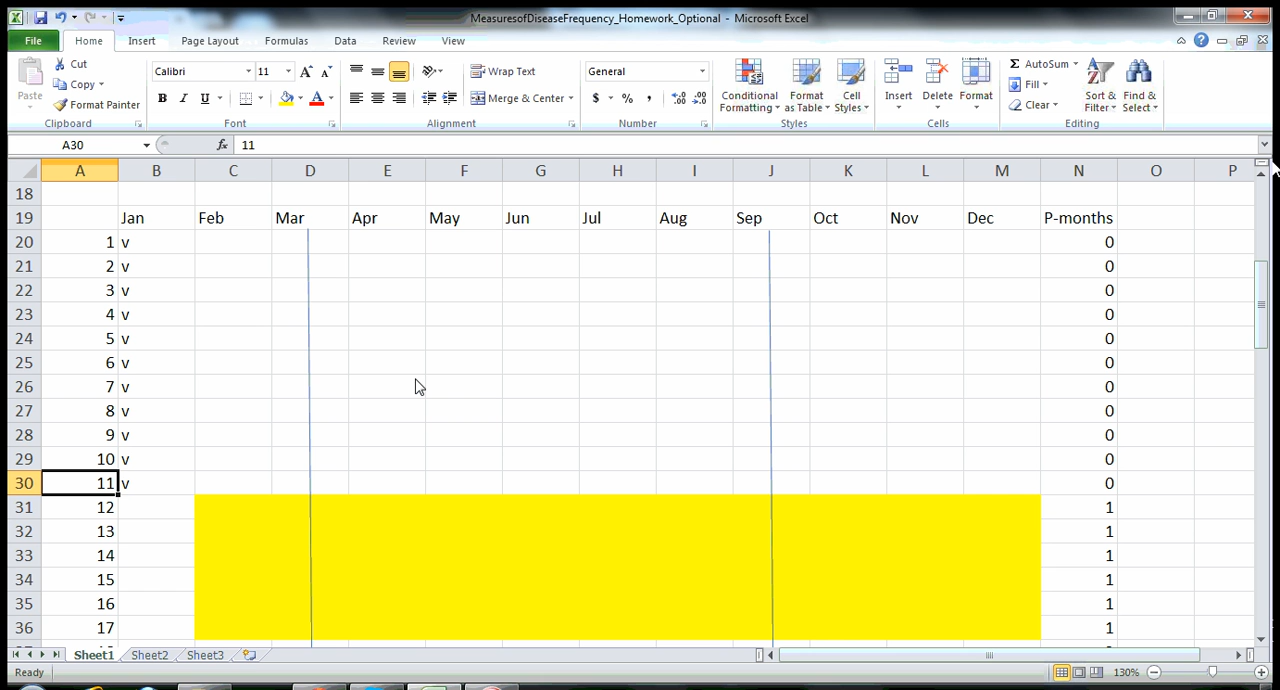 MeasuresofDiseaseFrequency_Homework_Optional - Microsoft Excel
File Home Insert Page Layout Formulas Data Review View
Paste
Cut
Copy
Format Painter
Clipboard
Calibri 11
B I U
Font
Wrap Text
Merge & Center
Alignment
General
$ % ,
Number
Conditional Formatting
Format as Table
Cell Styles
Styles
Insert
Delete
Format
Cells
Σ AutoSum
Fill
Clear
Sort & Filter
Find & Select
Editing
A30 fx 11
A B C D E F G H I J K L M N O P
18
19 Jan Feb Mar Apr May Jun Jul Aug Sep Oct Nov Dec P-months
20 1 v 0
21 2 v 0
22 3 v 0
23 4 v 0
24 5 v 0
25 6 v 0
26 7 v 0
27 8 v 0
28 9 v 0
29 10 v 0
30 11 v 0
31 12 1
32 13 1
33 14 1
34 15 1
35 16 1
36 17 1
Sheet1 Sheet2 Sheet3
Ready 130%